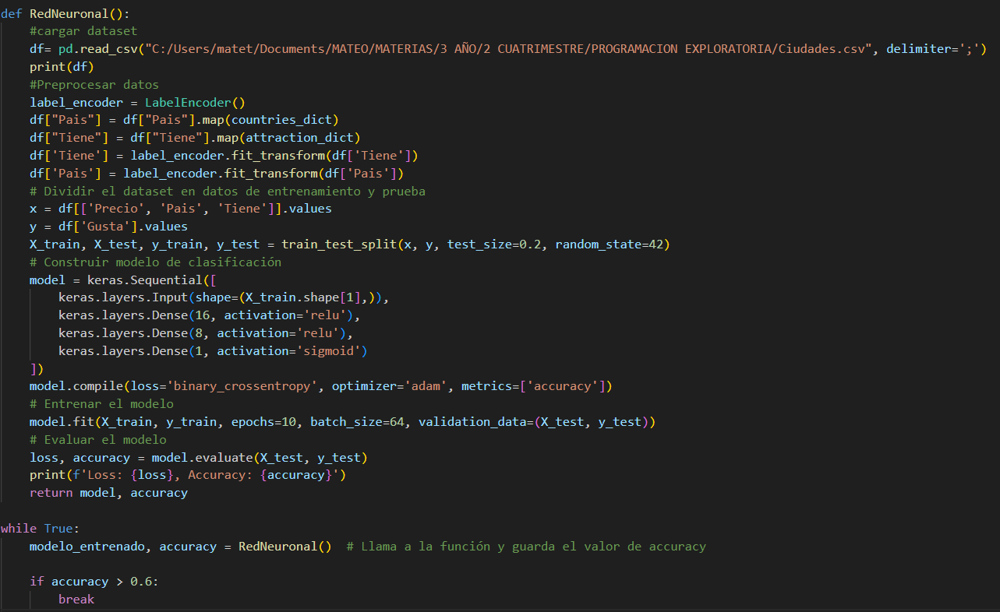 def RedNeuronal():
    #cargar dataset
    df= pd.read_csv("C:/Users/matet/Documents/MATEO/MATERIAS/3 AÑO/2 CUATRIMESTRE/PROGRAMACION EXPLORATORIA/Ciudades.csv", delimiter=';')
    print(df)
    #Preprocesar datos
    label_encoder = LabelEncoder()
    df["Pais"] = df["Pais"].map(countries_dict)
    df["Tiene"] = df["Tiene"].map(attraction_dict)
    df['Tiene'] = label_encoder.fit_transform(df['Tiene'])
    df['Pais'] = label_encoder.fit_transform(df['Pais'])
    # Dividir el dataset en datos de entrenamiento y prueba
    x = df[['Precio', 'Pais', 'Tiene']].values
    y = df['Gusta'].values
    X_train, X_test, y_train, y_test = train_test_split(x, y, test_size=0.2, random_state=42)
    # Construir modelo de clasificación
    model = keras.Sequential([
        keras.layers.Input(shape=(X_train.shape[1],)),
        keras.layers.Dense(16, activation='relu'),
        keras.layers.Dense(8, activation='relu'),
        keras.layers.Dense(1, activation='sigmoid')
    ])
    model.compile(loss='binary_crossentropy', optimizer='adam', metrics=['accuracy'])
    # Entrenar el modelo
    model.fit(X_train, y_train, epochs=10, batch_size=64, validation_data=(X_test, y_test))
    # Evaluar el modelo
    loss, accuracy = model.evaluate(X_test, y_test)
    print(f'Loss: {loss}, Accuracy: {accuracy}')
    return model, accuracy

while True:
    modelo_entrenado, accuracy = RedNeuronal()  # Llama a la función y guarda el valor de accuracy

    if accuracy > 0.6:
        break